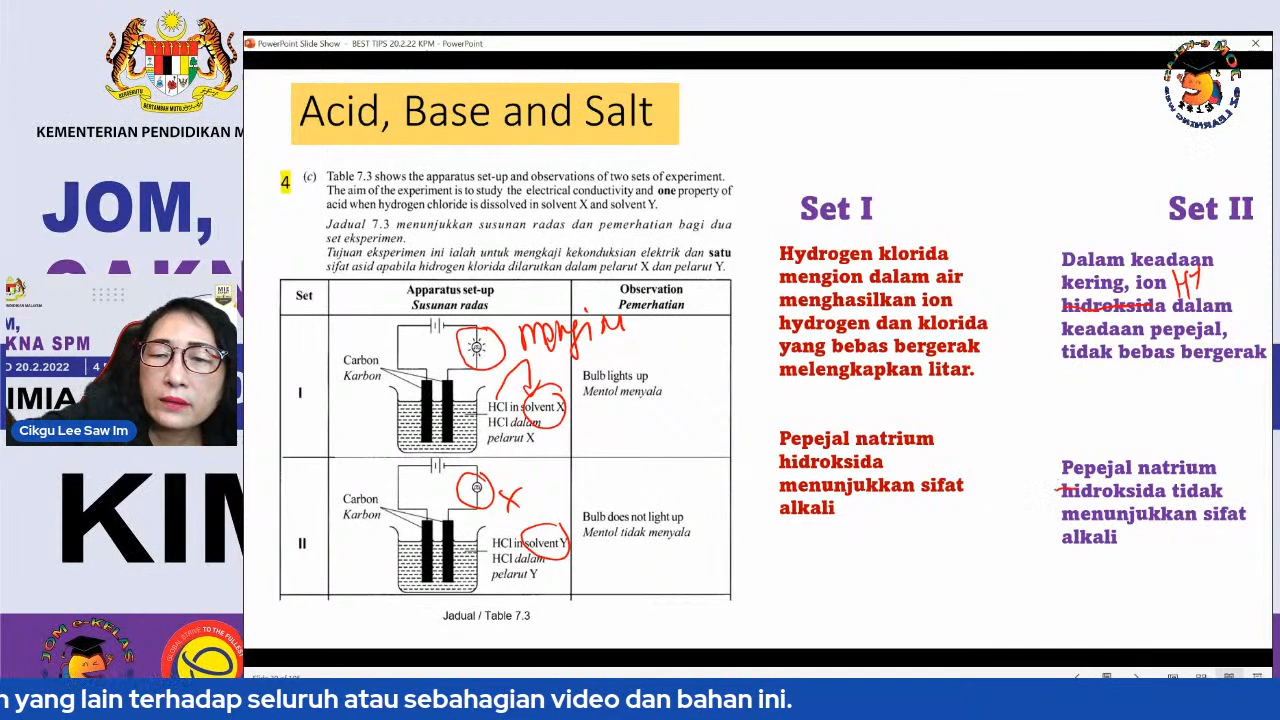 PowerPoint Slide Show - BEST TIPS 20.2.22 KPM - PowerPoint
KEMENTERIAN PENDIDIKAN M
JOM,
Acid, Base and Salt
4
(c) Table 7.3 shows the apparatus set-up and observations of two sets of experiment.
The aim of the experiment is to study the electrical conductivity and one property of
acid when hydrogen chloride is dissolved in solvent X and solvent Y.
Jadual 7.3 menunjukkan susunan radas dan pemerhatian bagi dua
set eksperimen.
Tujuan eksperimen ini ialah untuk mengkaji kekonduksian elektrik dan satu
sifat asid apabila hidrogen klorida dilarutkan dalam pelarut X dan pelarut Y.
Set
Apparatus set-up
Susunan radas
Observation
Pemerhatian
I
Carbon
Karbon
HCl in solvent X
HCl dalam
pelarut X
Bulb lights up
Mentol menyala
II
Carbon
Karbon
HCl in solvent Y
HCl dalam
pelarut Y
Bulb does not light up
Mentol tidak menyala
X
Jadual / Table 7.3
Set I
Hydrogen klorida
mengion dalam air
menghasilkan ion
hydrogen dan klorida
yang bebas bergerak
melengkapkan litar.
Pepejal natrium
hidroksida
menunjukkan sifat
alkali
Set II
Dalam keadaan
kering, ion H+
hidroksida dalam
keadaan pepejal,
tidak bebas bergerak
Pepejal natrium
hidroksida tidak
menunjukkan sifat
alkali
M,
KNA SPM
O 20.2.2022
IMIA
Cikgu Lee Saw Im
KIM
JOM e-KELAS
GLOBAL STRIVE TO THE FULLEST
n yang lain terhadap seluruh atau sebahagian video dan bahan ini.